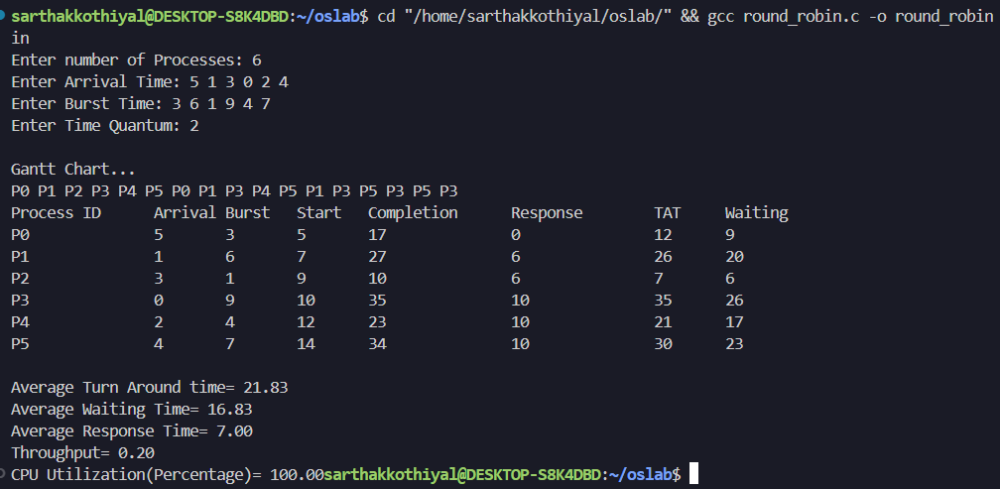 sarthakkothiyal@DESKTOP-S8K4DBD:~/oslab$ cd "/home/sarthakkothiyal/oslab/" && gcc round_robin.c -o round_robin
in
Enter number of Processes: 6
Enter Arrival Time: 5 1 3 0 2 4
Enter Burst Time: 3 6 1 9 4 7
Enter Time Quantum: 2
Gantt Chart...
P0 P1 P2 P3 P4 P5 P0 P1 P3 P4 P5 P1 P3 P5 P3 P5 P3
Process ID Arrival Burst Start Completion Response TAT Waiting
P0 5 3 5 17 0 12 9
P1 1 6 7 27 6 26 20
P2 3 1 9 10 6 7 6
P3 0 9 10 35 10 35 26
P4 2 4 12 23 10 21 17
P5 4 7 14 34 10 30 23
Average Turn Around time= 21.83
Average Waiting Time= 16.83
Average Response Time= 7.00
Throughput= 0.20
CPU Utilization(Percentage)= 100.00sarthakkothiyal@DESKTOP-S8K4DBD:~/oslab$